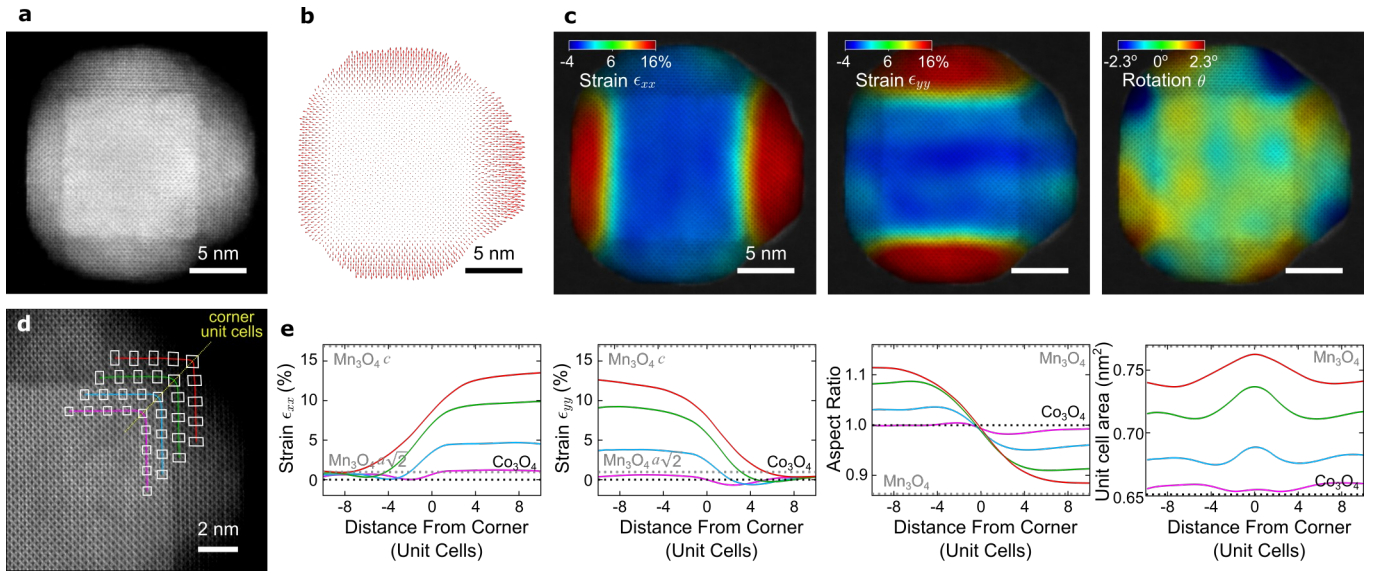 a
b
c
5 nm
5 nm
-4 6 16%
Strain ϵxx
5 nm
-4 6 16%
Strain ϵyy
-2.3° 0° 2.3°
Rotation θ
d
corner
unit cells
2 nm
e
Strain ϵxx (%)
15
10
5
0
Mn₃O₄ c
Mn₃O₄ a√2
Co₃O₄
-8 -4 0 4 8
Distance From Corner
(Unit Cells)
Strain ϵyy (%)
15
10
5
0
Mn₃O₄ c
Mn₃O₄ a√2
Co₃O₄
-8 -4 0 4 8
Distance From Corner
(Unit Cells)
Aspect Ratio
1.1
1.0
0.9
Mn₃O₄
Co₃O₄
Mn₃O₄
-8 -4 0 4 8
Distance From Corner
(Unit Cells)
Unit cell area (nm²)
0.75
0.70
0.65
Mn₃O₄
Co₃O₄
-8 -4 0 4 8
Distance From Corner
(Unit Cells)